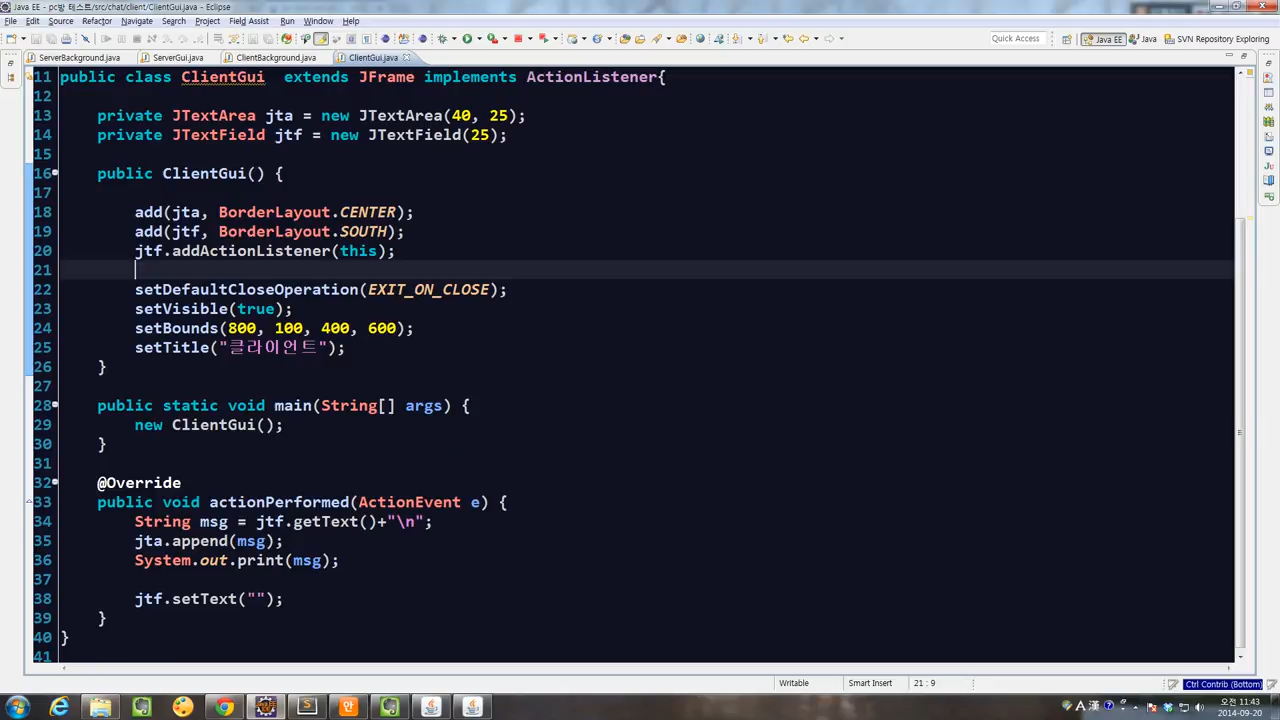 Java EE - pc방 테스트/src/chat/client/ClientGui.java - Eclipse
File Edit Source Refactor Navigate Search Project Field Assist Run Window Help
Quick Access Java EE Java SVN Repository Exploring
ServerBackground.java ServerGui.java ClientBackground.java ClientGui.java
11 public class ClientGui extends JFrame implements ActionListener{
12
13 private JTextArea jta = new JTextArea(40, 25);
14 private JTextField jtf = new JTextField(25);
15
16 public ClientGui() {
17
18 add(jta, BorderLayout.CENTER);
19 add(jtf, BorderLayout.SOUTH);
20 jtf.addActionListener(this);
21
22 setDefaultCloseOperation(EXIT_ON_CLOSE);
23 setVisible(true);
24 setBounds(800, 100, 400, 600);
25 setTitle("클라이언트");
26 }
27
28 public static void main(String[] args) {
29 new ClientGui();
30 }
31
32 @Override
33 public void actionPerformed(ActionEvent e) {
34 String msg = jtf.getText()+"\n";
35 jta.append(msg);
36 System.out.print(msg);
37
38 jtf.setText("");
39 }
40 }
41
Writable Smart Insert 21 : 9 Ctrl Contrib (Bottom)
A 漢 오전 11:43
2014-09-20